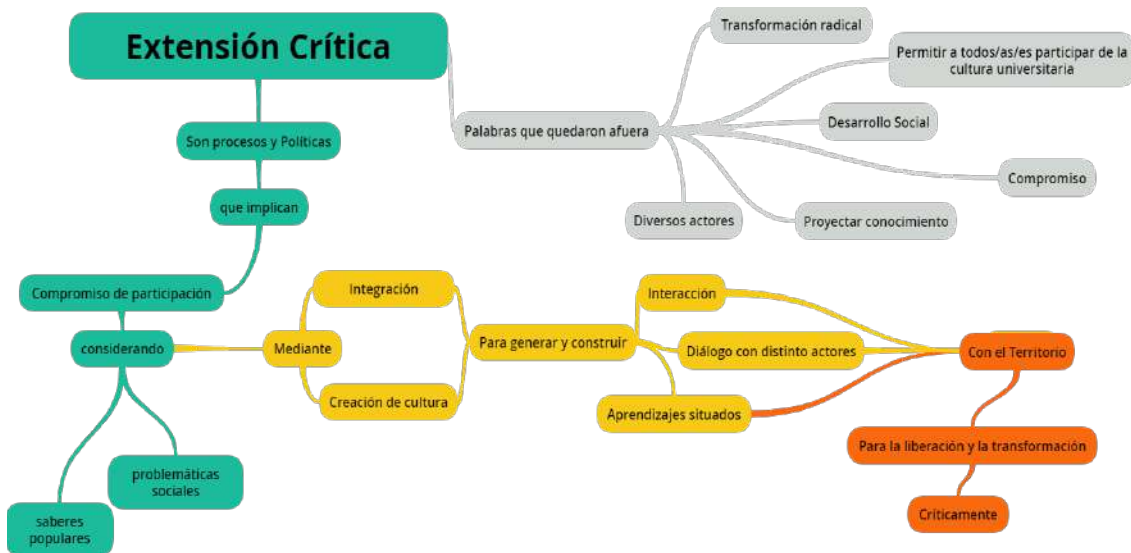 Extensión Crítica
Son procesos y Políticas
que implican
Compromiso de participación
considerando
saberes
populares
problemáticas
sociales
Mediante
Integración
Creación de cultura
Para generar y construir
Interacción
Diálogo con distinto actores
Aprendizajes situados
Con el Territorio
Para la liberación y la transformación
Críticamente
Palabras que quedaron afuera
Transformación radical
Permitir a todos/as/es participar de la
cultura universitaria
Desarrollo Social
Compromiso
Proyectar conocimiento
Diversos actores